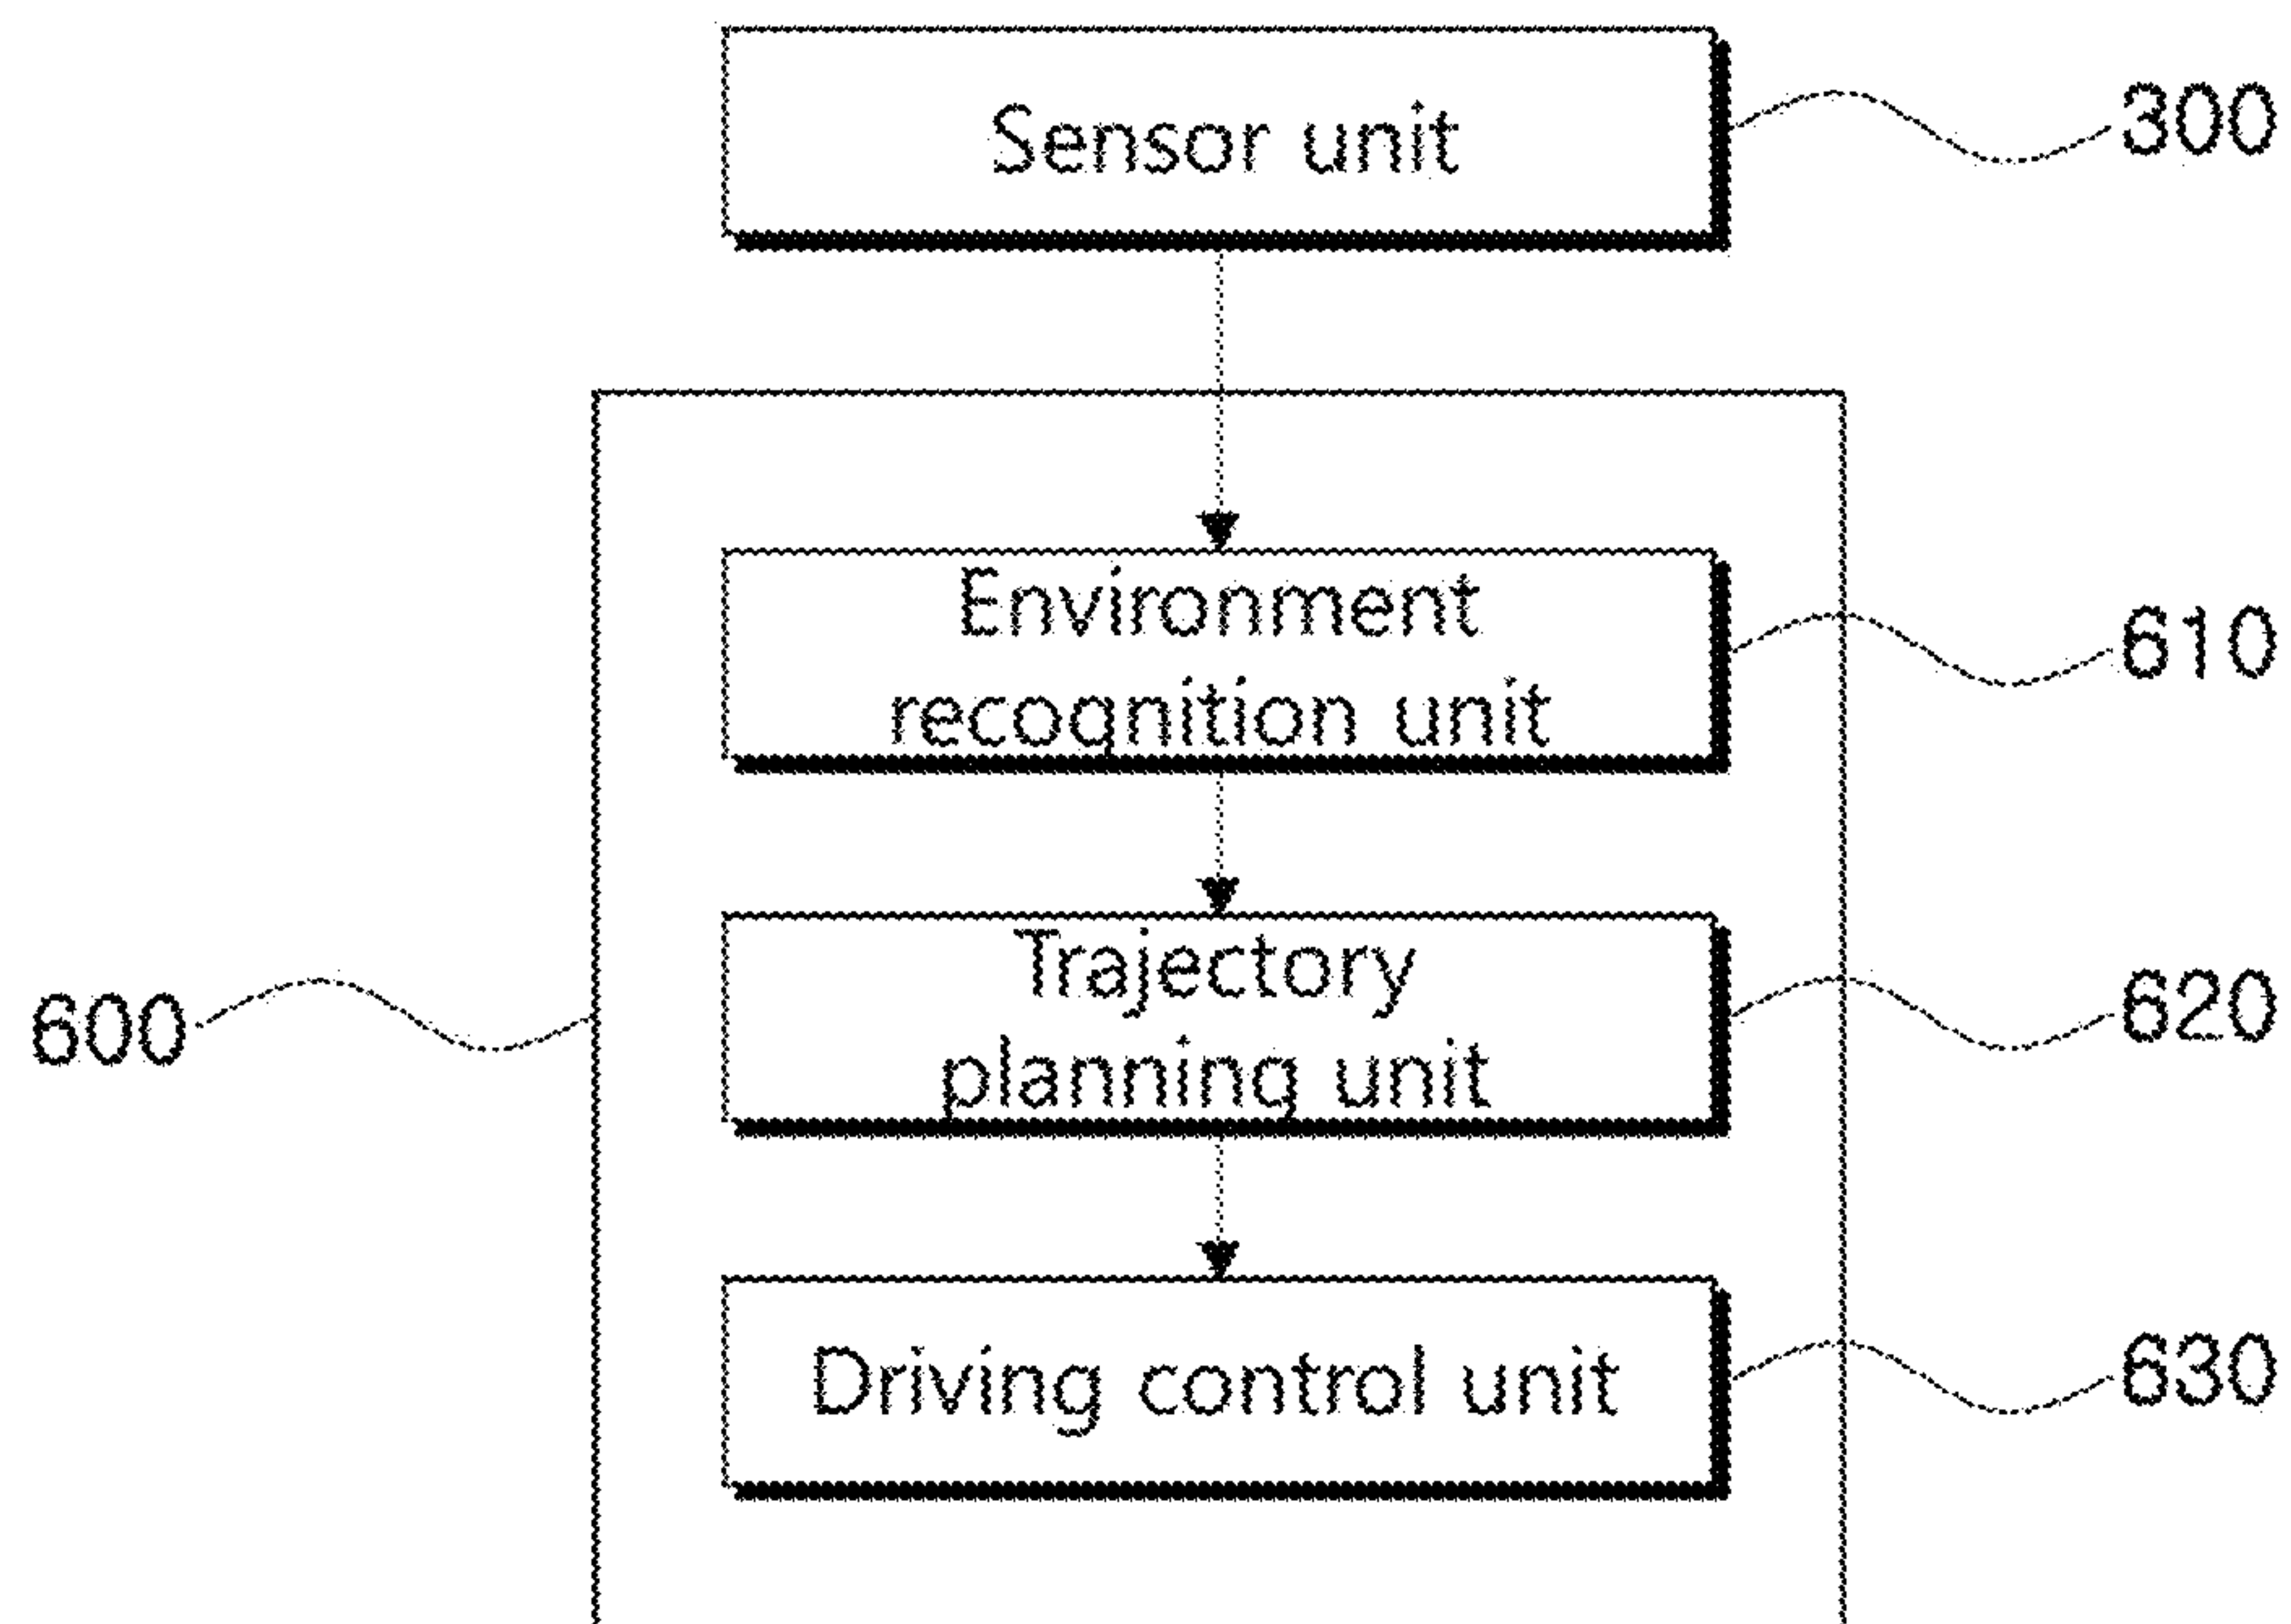 Sensor unit
300
Environment
recognition unit
610
Trajectory
planning unit
620
600
Driving control unit
630